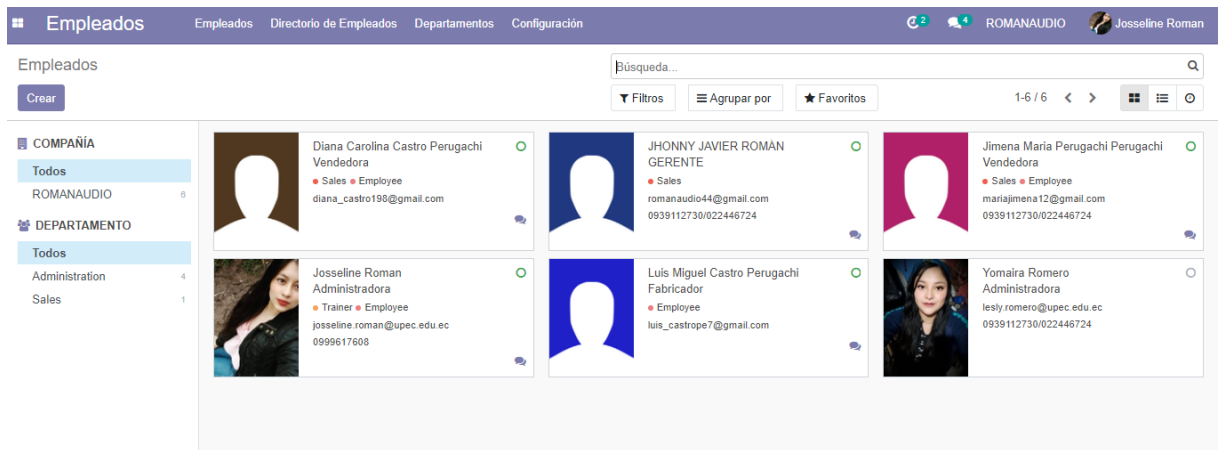 Empleados
Empleados Directorio de Empleados Departamentos Configuración
2 4 ROMANAUDIO Josseline Roman
Empleados
Búsqueda...
Crear
Filtros Agrupar por Favoritos
1-6 / 6
COMPAÑÍA
Todos
ROMANAUDIO 6
DEPARTAMENTO
Todos
Administration 4
Sales 1
Diana Carolina Castro Perugachi
Vendedora
Sales Employee
diana_castro198@gmail.com
JHONNY JAVIER ROMÁN
GERENTE
Sales
romanaudio44@gmail.com
0939112730/022446724
Jimena Maria Perugachi Perugachi
Vendedora
Sales Employee
mariajimena12@gmail.com
0939112730/022446724
Josseline Roman
Administradora
Trainer Employee
josseline.roman@upec.edu.ec
0999617608
Luis Miguel Castro Perugachi
Fabricador
Employee
luis_castrope7@gmail.com
Yomaira Romero
Administradora
lesly.romero@upec.edu.ec
0939112730/022446724